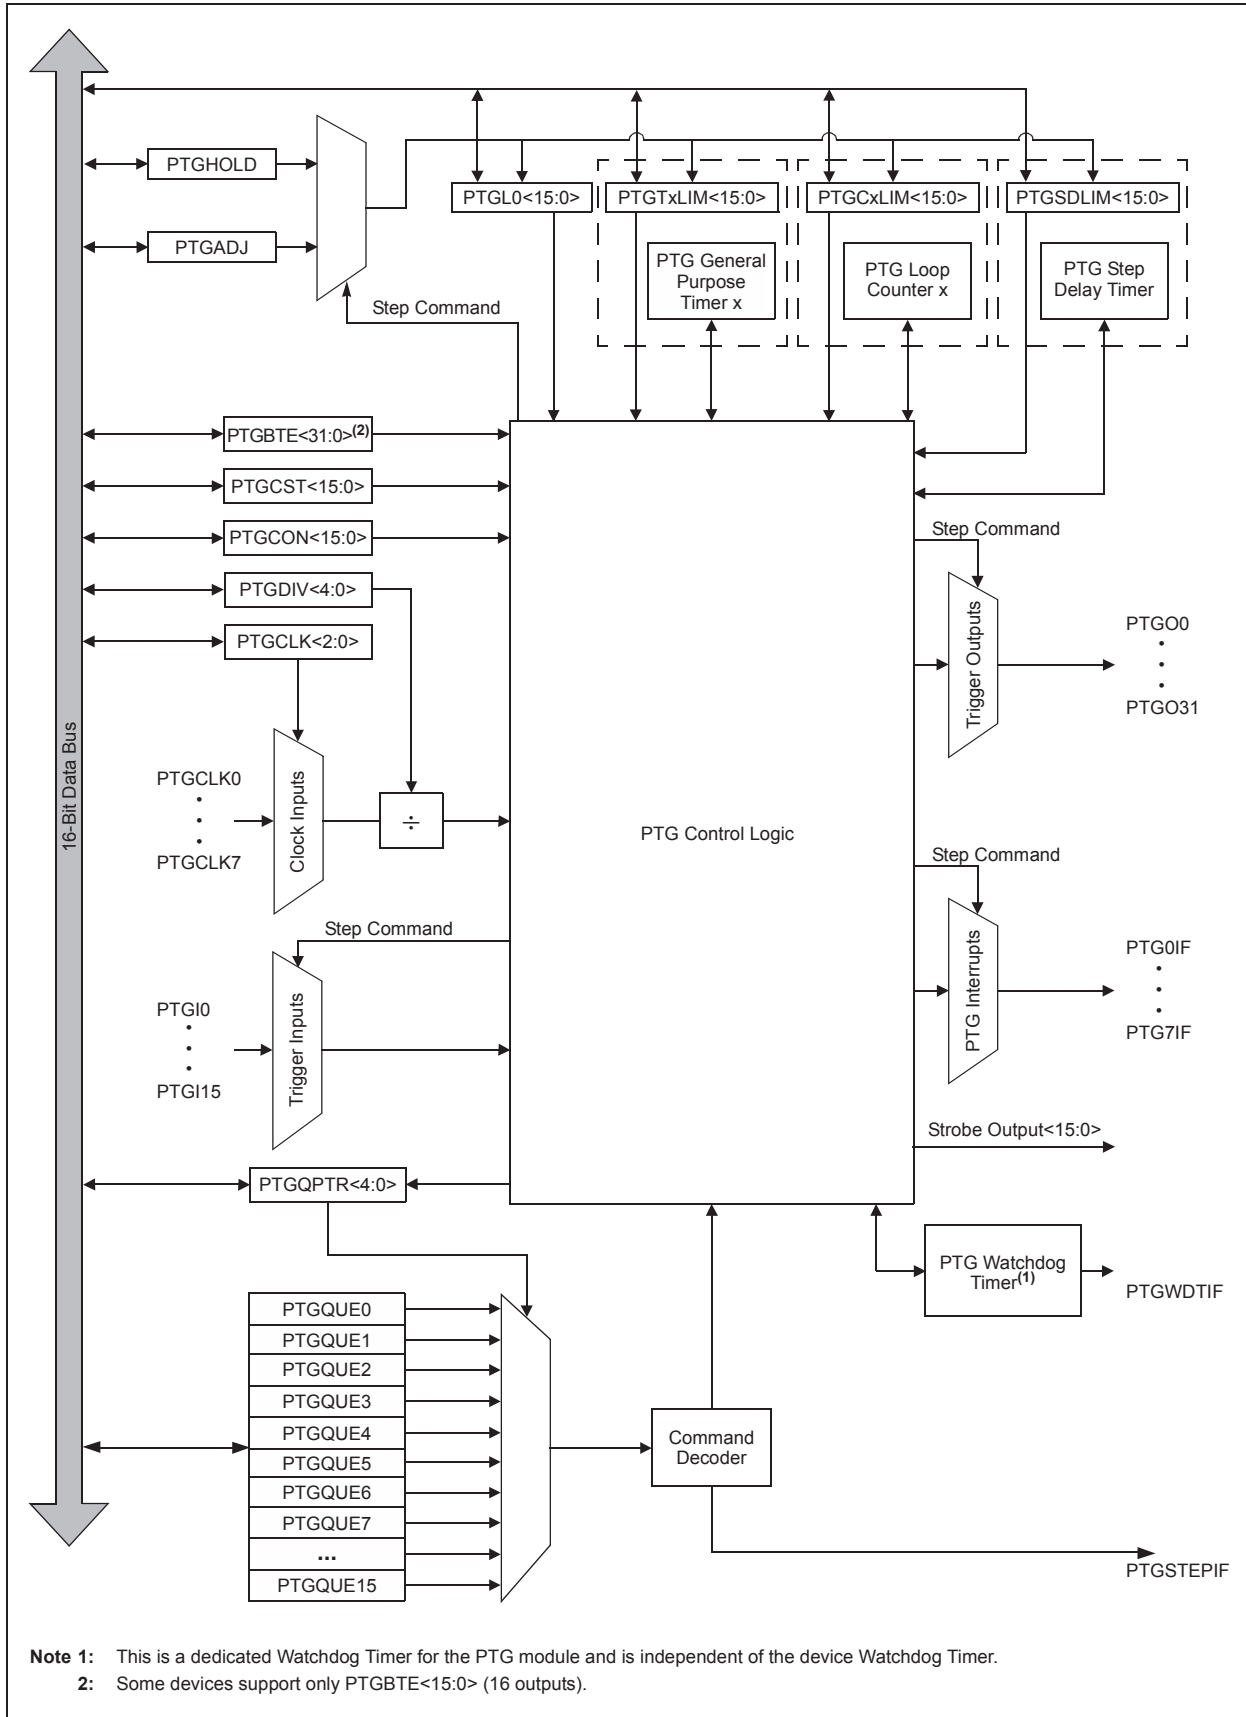 PTGHOLD
PTGADJ
PTGL0<15:0>
PTGTxLIM<15:0>
PTGCxLIM<15:0>
PTGSDLIM<15:0>
PTG General
Purpose
Timer x
PTG Loop
Counter x
PTG Step
Delay Timer
Step Command
PTGBTE<31:0>(2)
PTGCST<15:0>
PTGCON<15:0>
PTGDIV<4:0>
PTGCLK<2:0>
16-Bit Data Bus
PTGCLK0
PTGCLK7
Clock Inputs
÷
PTG Control Logic
Step Command
Trigger Outputs
PTGO0
PTGO31
Step Command
PTG Interrupts
PTG0IF
PTG7IF
Step Command
PTGI0
PTGI15
Trigger Inputs
Strobe Output<15:0>
PTGQPTR<4:0>
PTG Watchdog
Timer(1)
PTGWDTIF
PTGQUE0
PTGQUE1
PTGQUE2
PTGQUE3
PTGQUE4
PTGQUE5
PTGQUE6
PTGQUE7
...
PTGQUE15
Command
Decoder
PTGSTEPIF
Note 1: This is a dedicated Watchdog Timer for the PTG module and is independent of the device Watchdog Timer.
2: Some devices support only PTGBTE<15:0> (16 outputs).